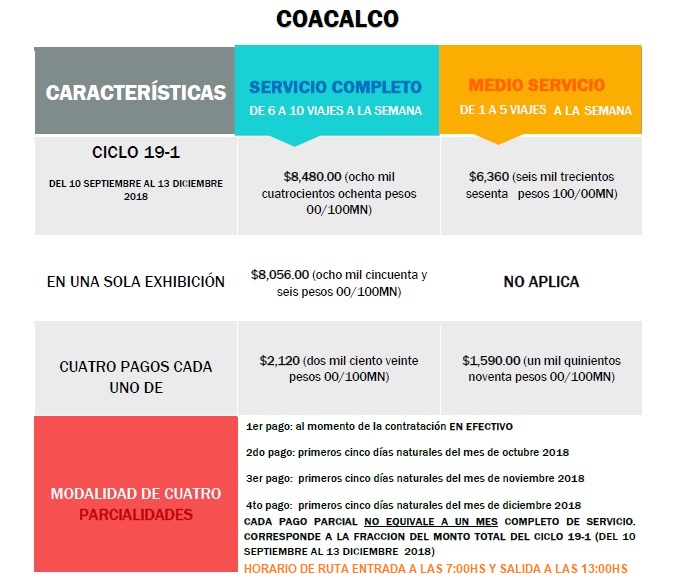 COACALCO
CARACTERÍSTICAS
SERVICIO COMPLETO
DE 6 A 10 VIAJES A LA SEMANA
MEDIO SERVICIO
DE 1 A 5 VIAJES A LA SEMANA
CICLO 19-1
DEL 10 SEPTIEMBRE AL 13 DICIEMBRE
2018
$8,480.00 (ocho mil
cuatrocientos ochenta pesos
00/100MN)
$6,360 (seis mil trecientos
sesenta pesos 100/00MN)
EN UNA SOLA EXHIBICIÓN
$8,056.00 (ocho mil cincuenta y
seis pesos 00/100MN)
NO APLICA
CUATRO PAGOS CADA
UNO DE
$2,120 (dos mil ciento veinte
pesos 00/100MN)
$1,590.00 (un mil quinientos
noventa pesos 00/100MN)
MODALIDAD DE CUATRO
PARCIALIDADES
1er pago: al momento de la contratación EN EFECTIVO
2do pago: primeros cinco días naturales del mes de octubre 2018
3er pago: primeros cinco días naturales del mes de noviembre 2018
4to pago: primeros cinco días naturales del mes de diciembre 2018
CADA PAGO PARCIAL NO EQUIVALE A UN MES COMPLETO DE SERVICIO.
CORRESPONDE A LA FRACCION DEL MONTO TOTAL DEL CICLO 19-1 (DEL 10
SEPTIEMBRE AL 13 DICIEMBRE 2018)
HORARIO DE RUTA ENTRADA A LAS 7:00HS Y SALIDA A LAS 13:00HS